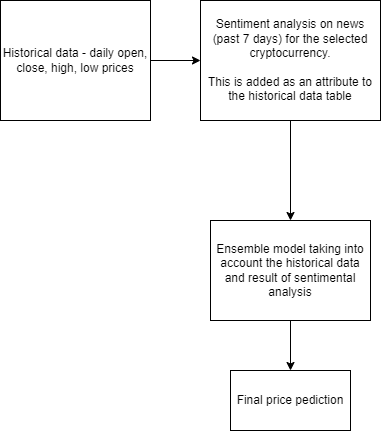 Historical data - daily open,
close, high, low prices
Sentiment analysis on news
(past 7 days) for the selected
cryptocurrency.
This is added as an attribute to
the historical data table
Ensemble model taking into
account the historical data
and result of sentimental
analysis
Final price pediction